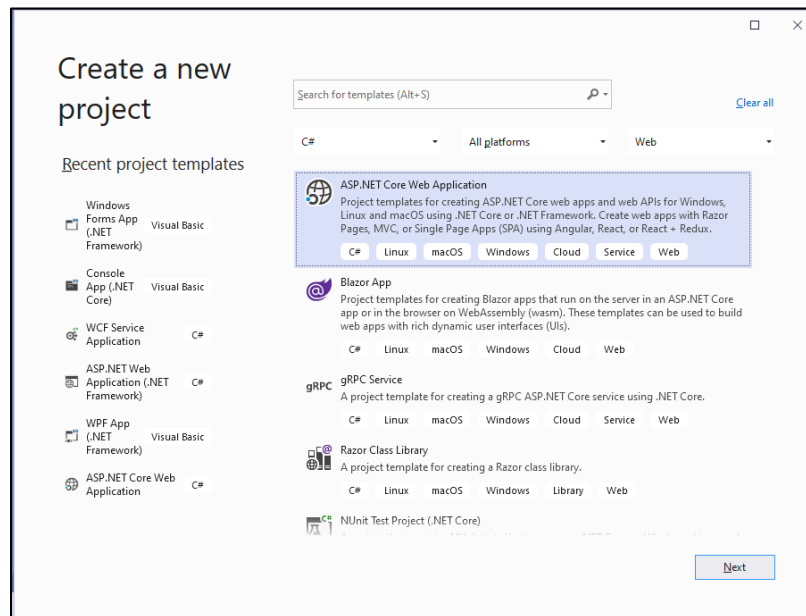 Create a new
project
Recent project templates
Windows
Forms App
(.NET
Framework)
Visual Basic
Console
App (.NET
Core)
Visual Basic
WCF Service
Application
C#
ASP.NET Web
Application (.NET
Framework)
C#
WPF App
(.NET
Framework)
Visual Basic
ASP.NET Core Web
Application
C#
Search for templates (Alt+S)
Clear all
C# All platforms Web
ASP.NET Core Web Application
Project templates for creating ASP.NET Core web apps and web APIs for Windows,
Linux and macOS using .NET Core or .NET Framework. Create web apps with Razor
Pages, MVC, or Single Page Apps (SPA) using Angular, React, or React + Redux.
C# Linux macOS Windows Cloud Service Web
Blazor App
Project templates for creating Blazor apps that run on the server in an ASP.NET Core
app or in the browser on WebAssembly (wasm). These templates can be used to build
web apps with rich dynamic user interfaces (UIs).
C# Linux macOS Windows Cloud Web
gRPC gRPC Service
A project template for creating a gRPC ASP.NET Core service using .NET Core.
C# Linux macOS Windows Cloud Service Web
Razor Class Library
A project template for creating a Razor class library.
C# Linux macOS Windows Library Web
NUnit Test Project (.NET Core)
Next